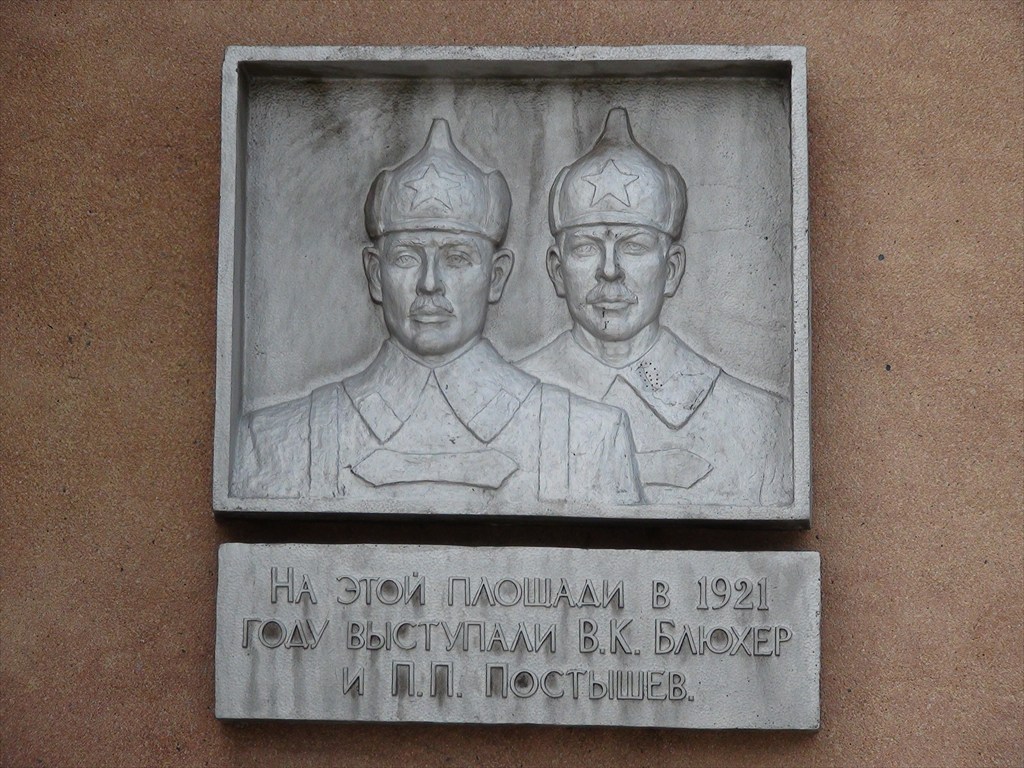 На этой площади в 1921
году выступали В.К. Блюхер
и П.П. Постышев.